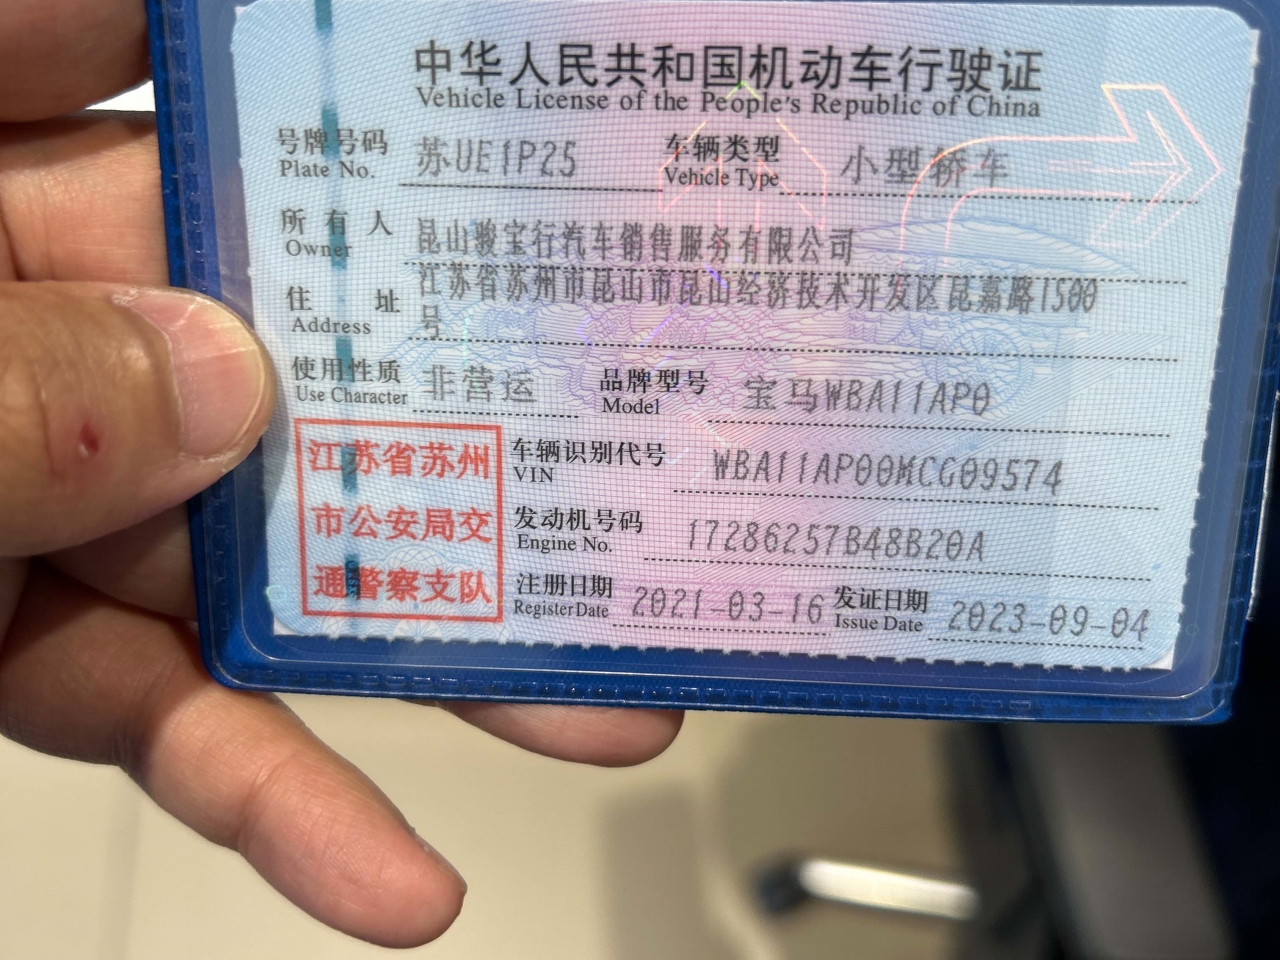 中华人民共和国机动车行驶证
Vehicle License of the People's Republic of China
号牌号码 苏UE1P25 车辆类型 小型轿车
Plate No. Vehicle Type
所有人 昆山骏宝行汽车销售服务有限公司
Owner
住址 江苏省苏州市昆山市昆山经济技术开发区昆嘉路1500
Address 号
使用性质 非营运 品牌型号 宝马WBA11AP0
Use Character Model
江苏省苏州
市公安局交
通警察支队
车辆识别代号 WBA11AP00MCG09574
VIN
发动机号码 17286257B48B20A
Engine No.
注册日期 2021-03-16 发证日期 2023-09-04
Register Date Issue Date